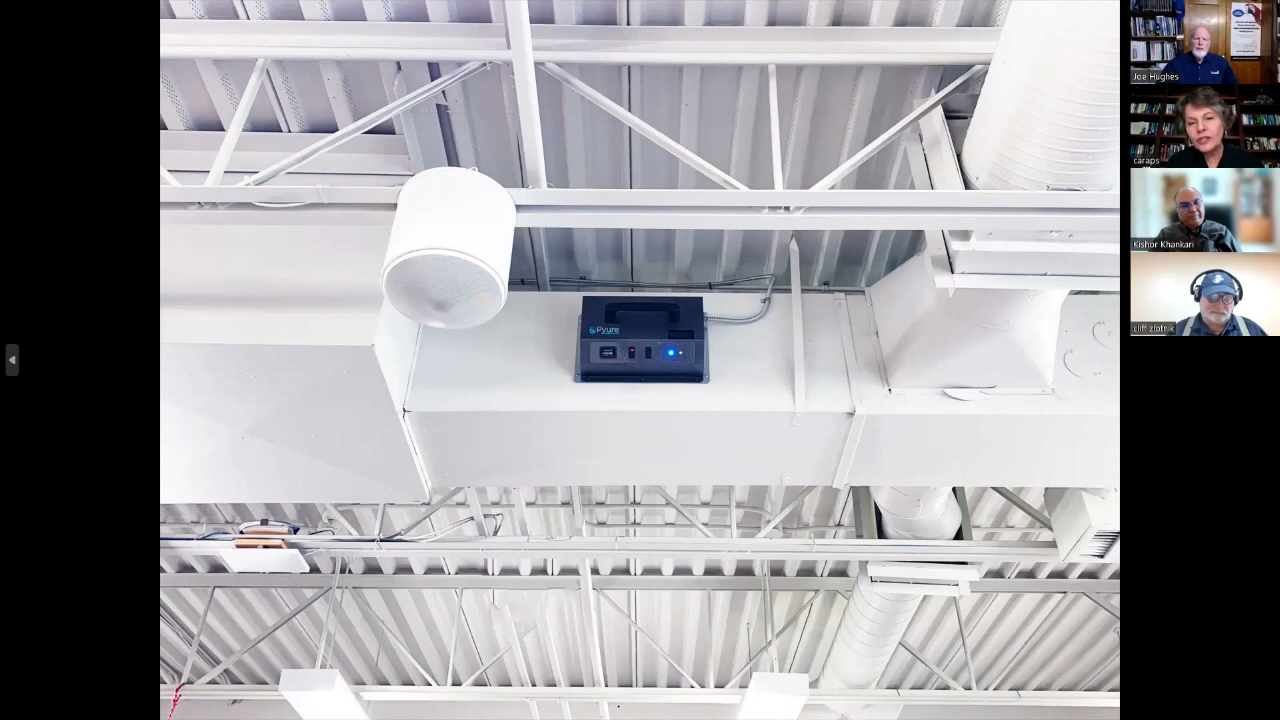 Pyure
Joe Hughes
caraps
Kishor Khankari
cliff zlotnik